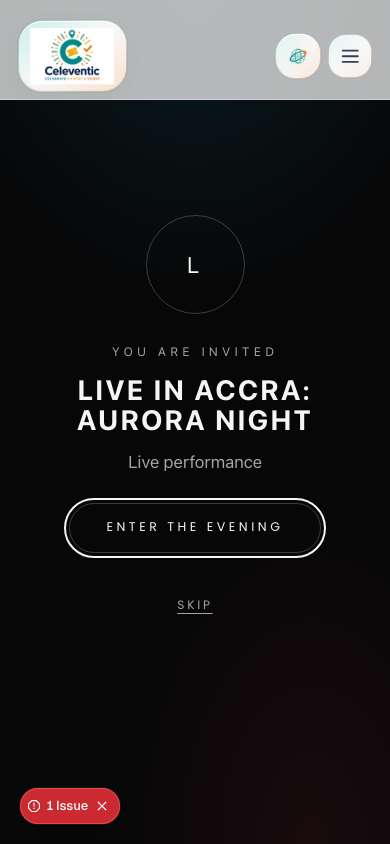 Celeventic
L
YOU ARE INVITED
LIVE IN ACCRA:
AURORA NIGHT
Live performance
ENTER THE EVENING
SKIP
1 Issue